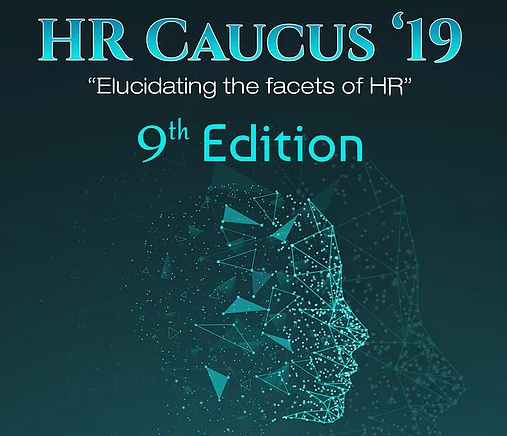 HR CAUCUS ‘19
“Elucidating the facets of HR”
9th Edition